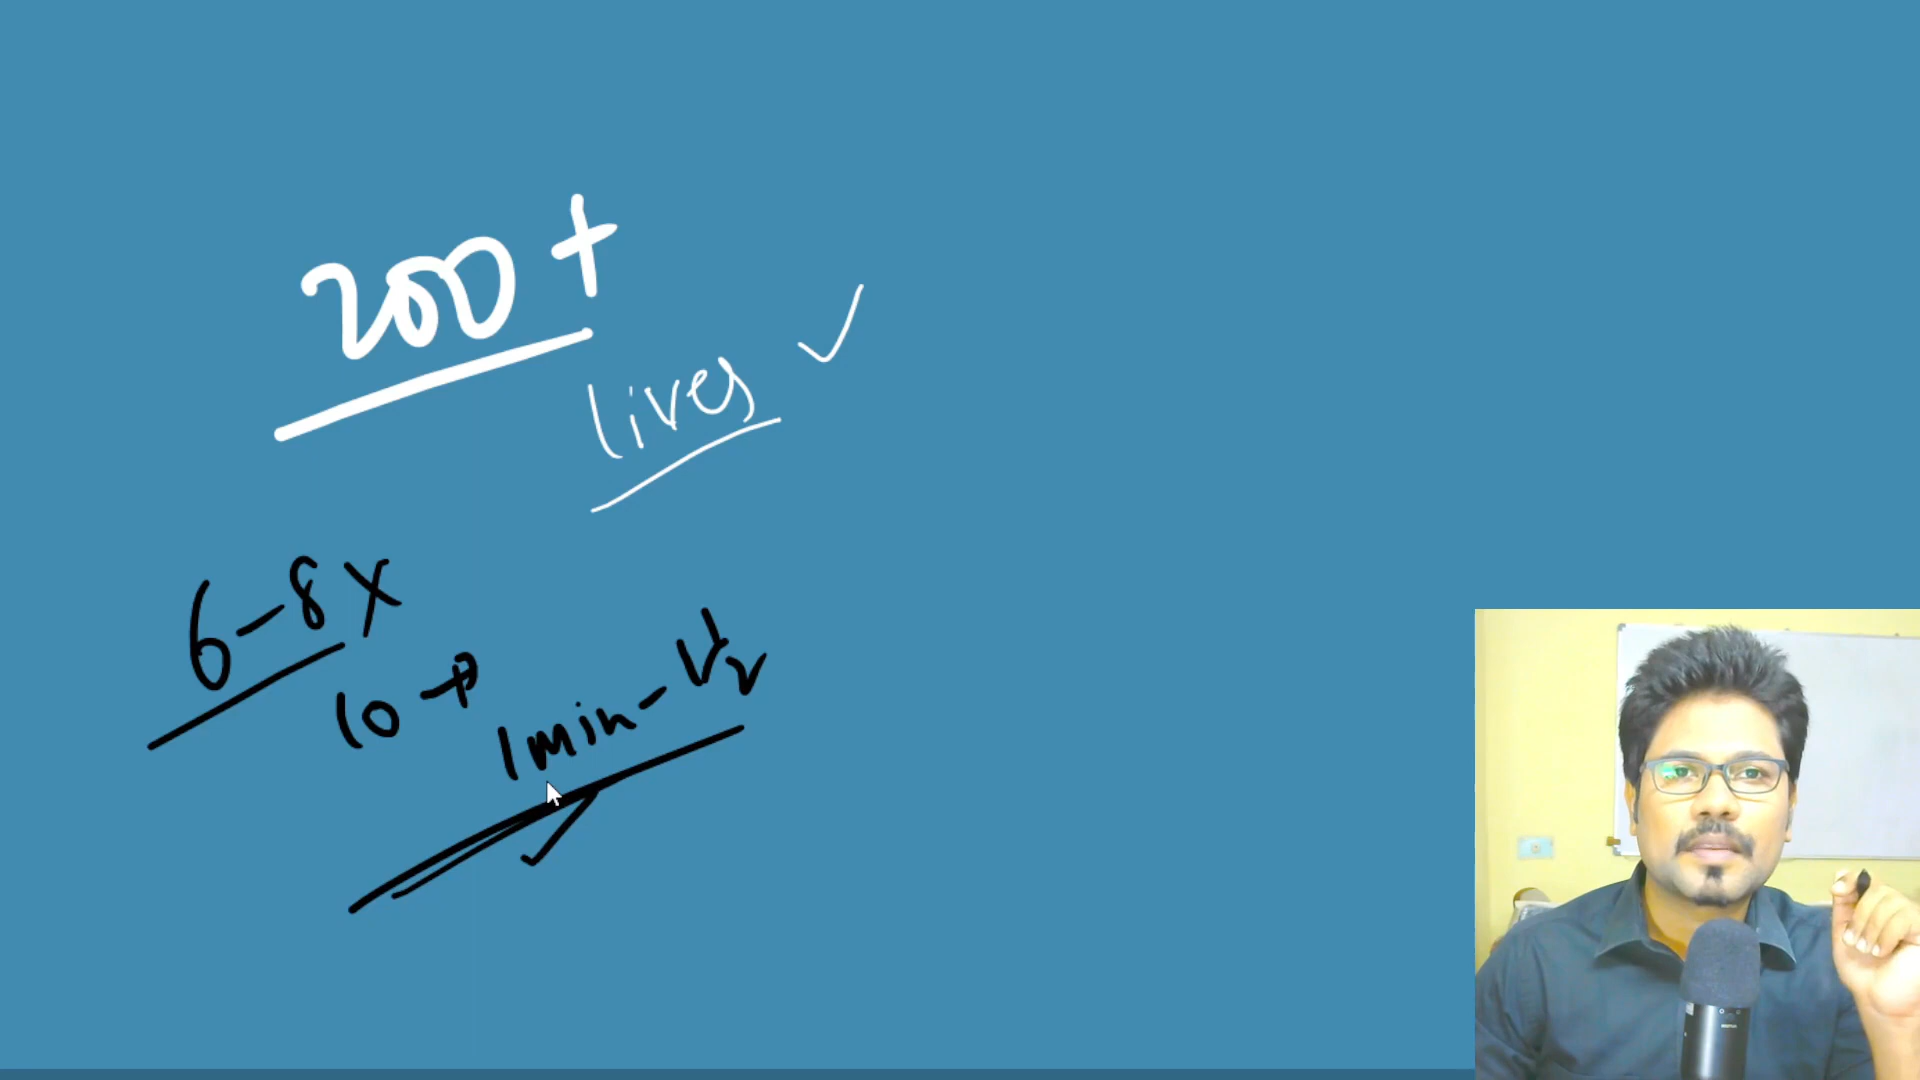 200+
lives
6-8x
10 →
1min - 1/2